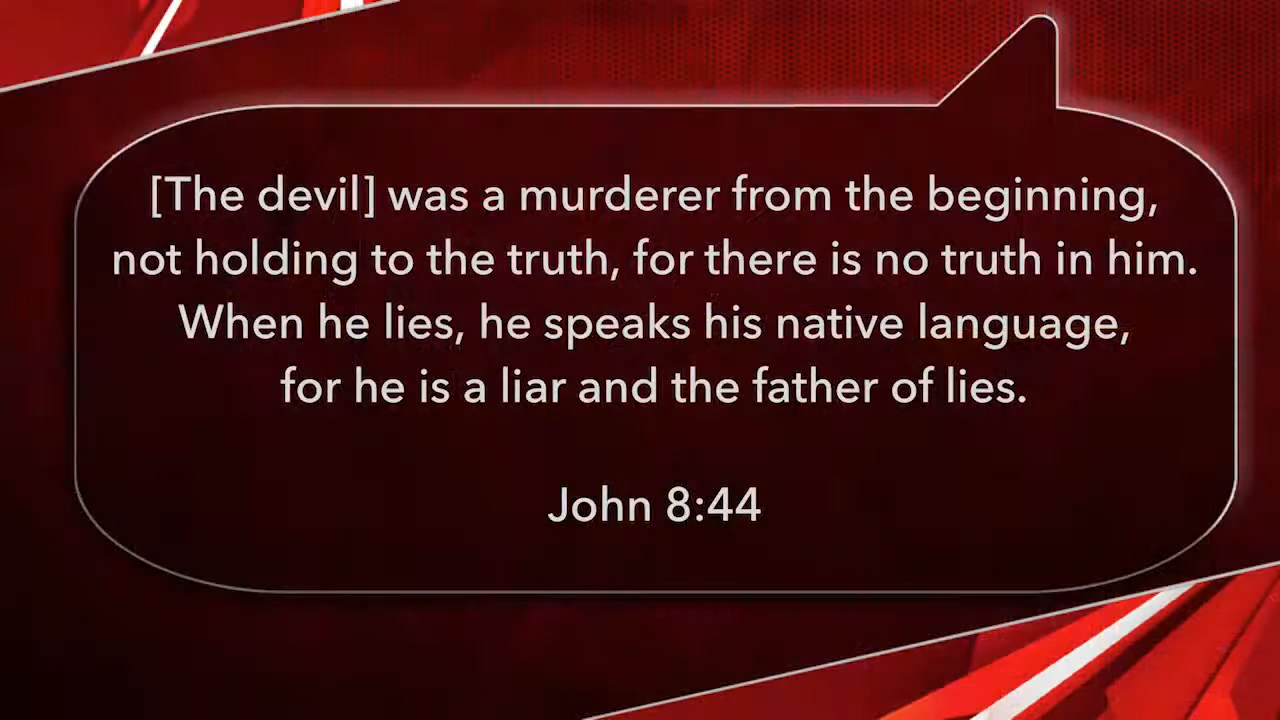 [The devil] was a murderer from the beginning,
not holding to the truth, for there is no truth in him.
When he lies, he speaks his native language,
for he is a liar and the father of lies.
John 8:44